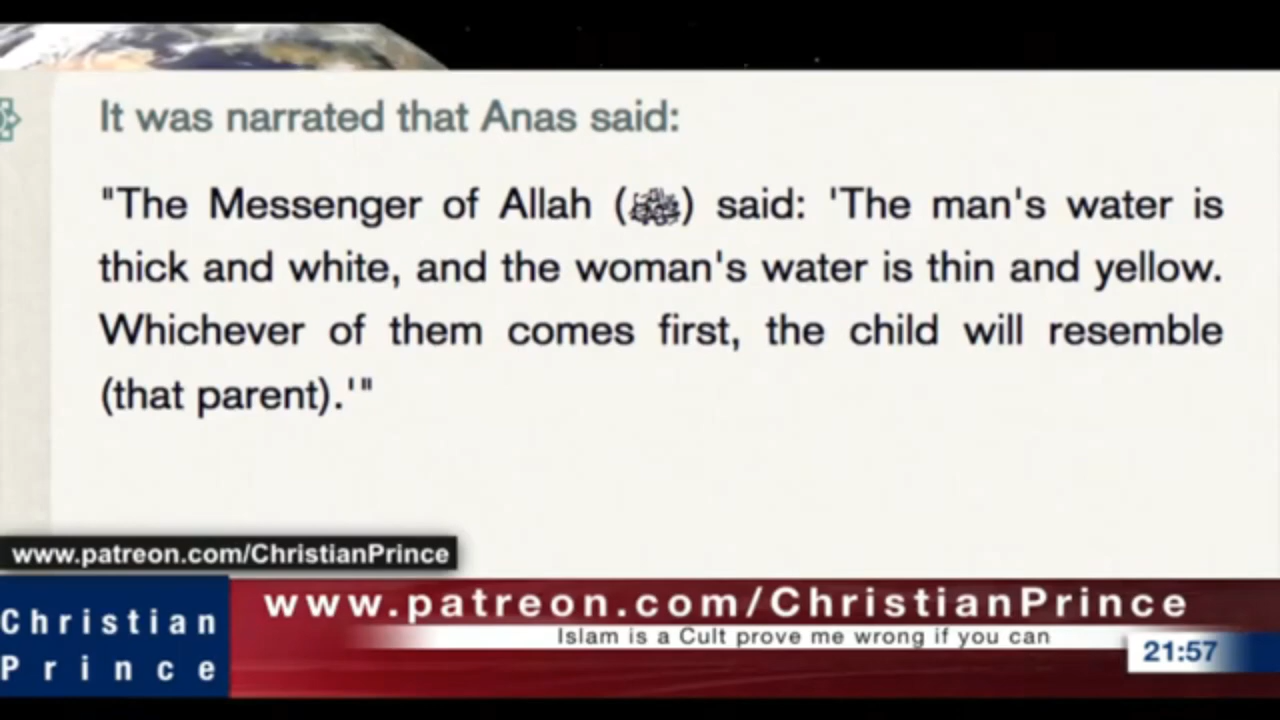 It was narrated that Anas said:
"The Messenger of Allah (ﷺ) said: 'The man's water is
thick and white, and the woman's water is thin and yellow.
Whichever of them comes first, the child will resemble
(that parent).'"
www.patreon.com/ChristianPrince
Christian
Prince
www.patreon.com/ChristianPrince
Islam is a Cult prove me wrong if you can
21:57